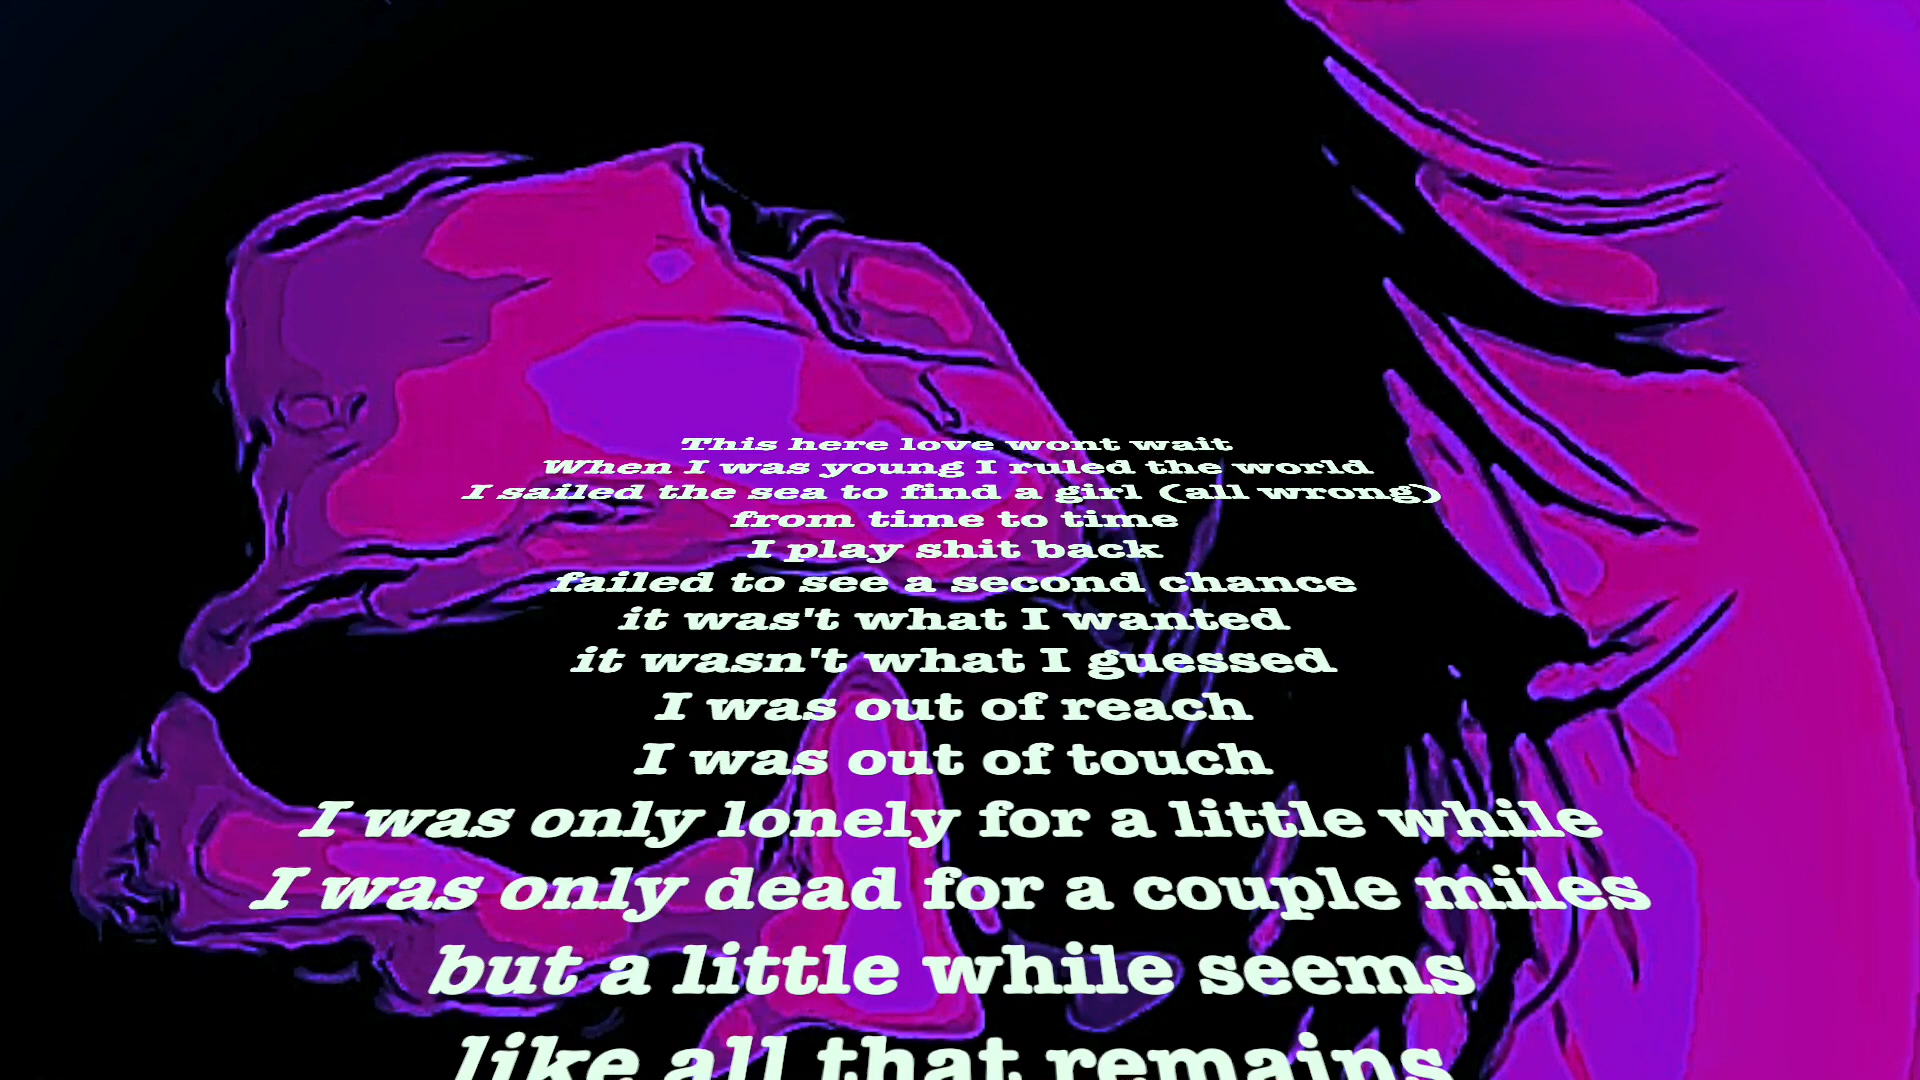 This here love wont wait
When I was young I ruled the world
I sailed the sea to find a girl (all wrong)
from time to time
I play shit back
failed to see a second chance
it was't what I wanted
it wasn't what I guessed
I was out of reach
I was out of touch
I was only lonely for a little while
I was only dead for a couple miles
but a little while seems
like all that remains